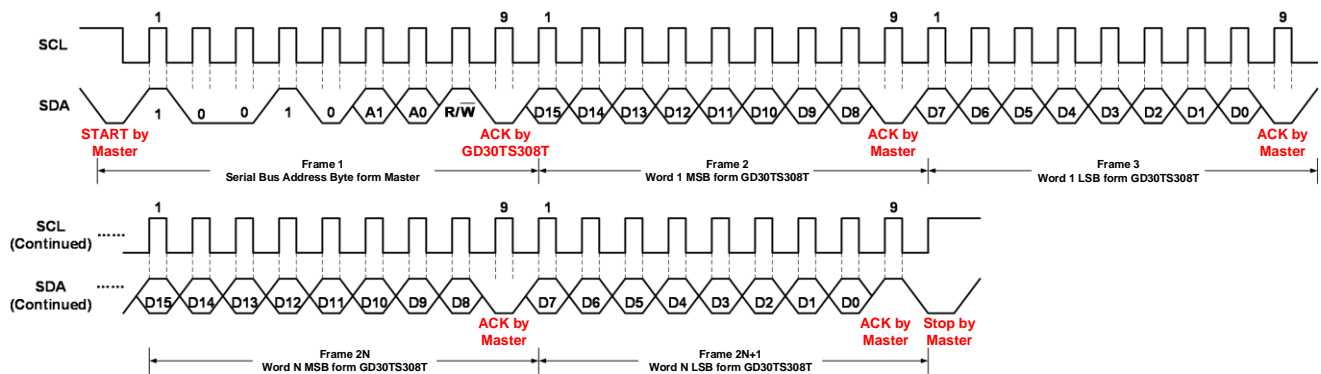 1 9 1 9 1 9
SCL
SDA
1 0 0 1 0 A1 A0 R/W̅ D15 D14 D13 D12 D11 D10 D9 D8 D7 D6 D5 D4 D3 D2 D1 D0
START by
Master
ACK by
GD30TS308T
ACK by
Master
ACK by
Master
Frame 1
Serial Bus Address Byte form Master
Frame 2
Word 1 MSB form GD30TS308T
Frame 3
Word 1 LSB form GD30TS308T
1 9 1 9
SCL ......
(Continued)
SDA ......
(Continued)
D15 D14 D13 D12 D11 D10 D9 D8 D7 D6 D5 D4 D3 D2 D1 D0
ACK by
Master
ACK by
Master
Stop by
Master
Frame 2N
Word N MSB form GD30TS308T
Frame 2N+1
Word N LSB form GD30TS308T